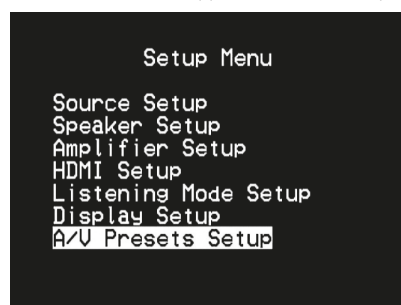 Setup Menu
Source Setup
Speaker Setup
Amplifier Setup
HDMI Setup
Listening Mode Setup
Display Setup
A/V Presets Setup